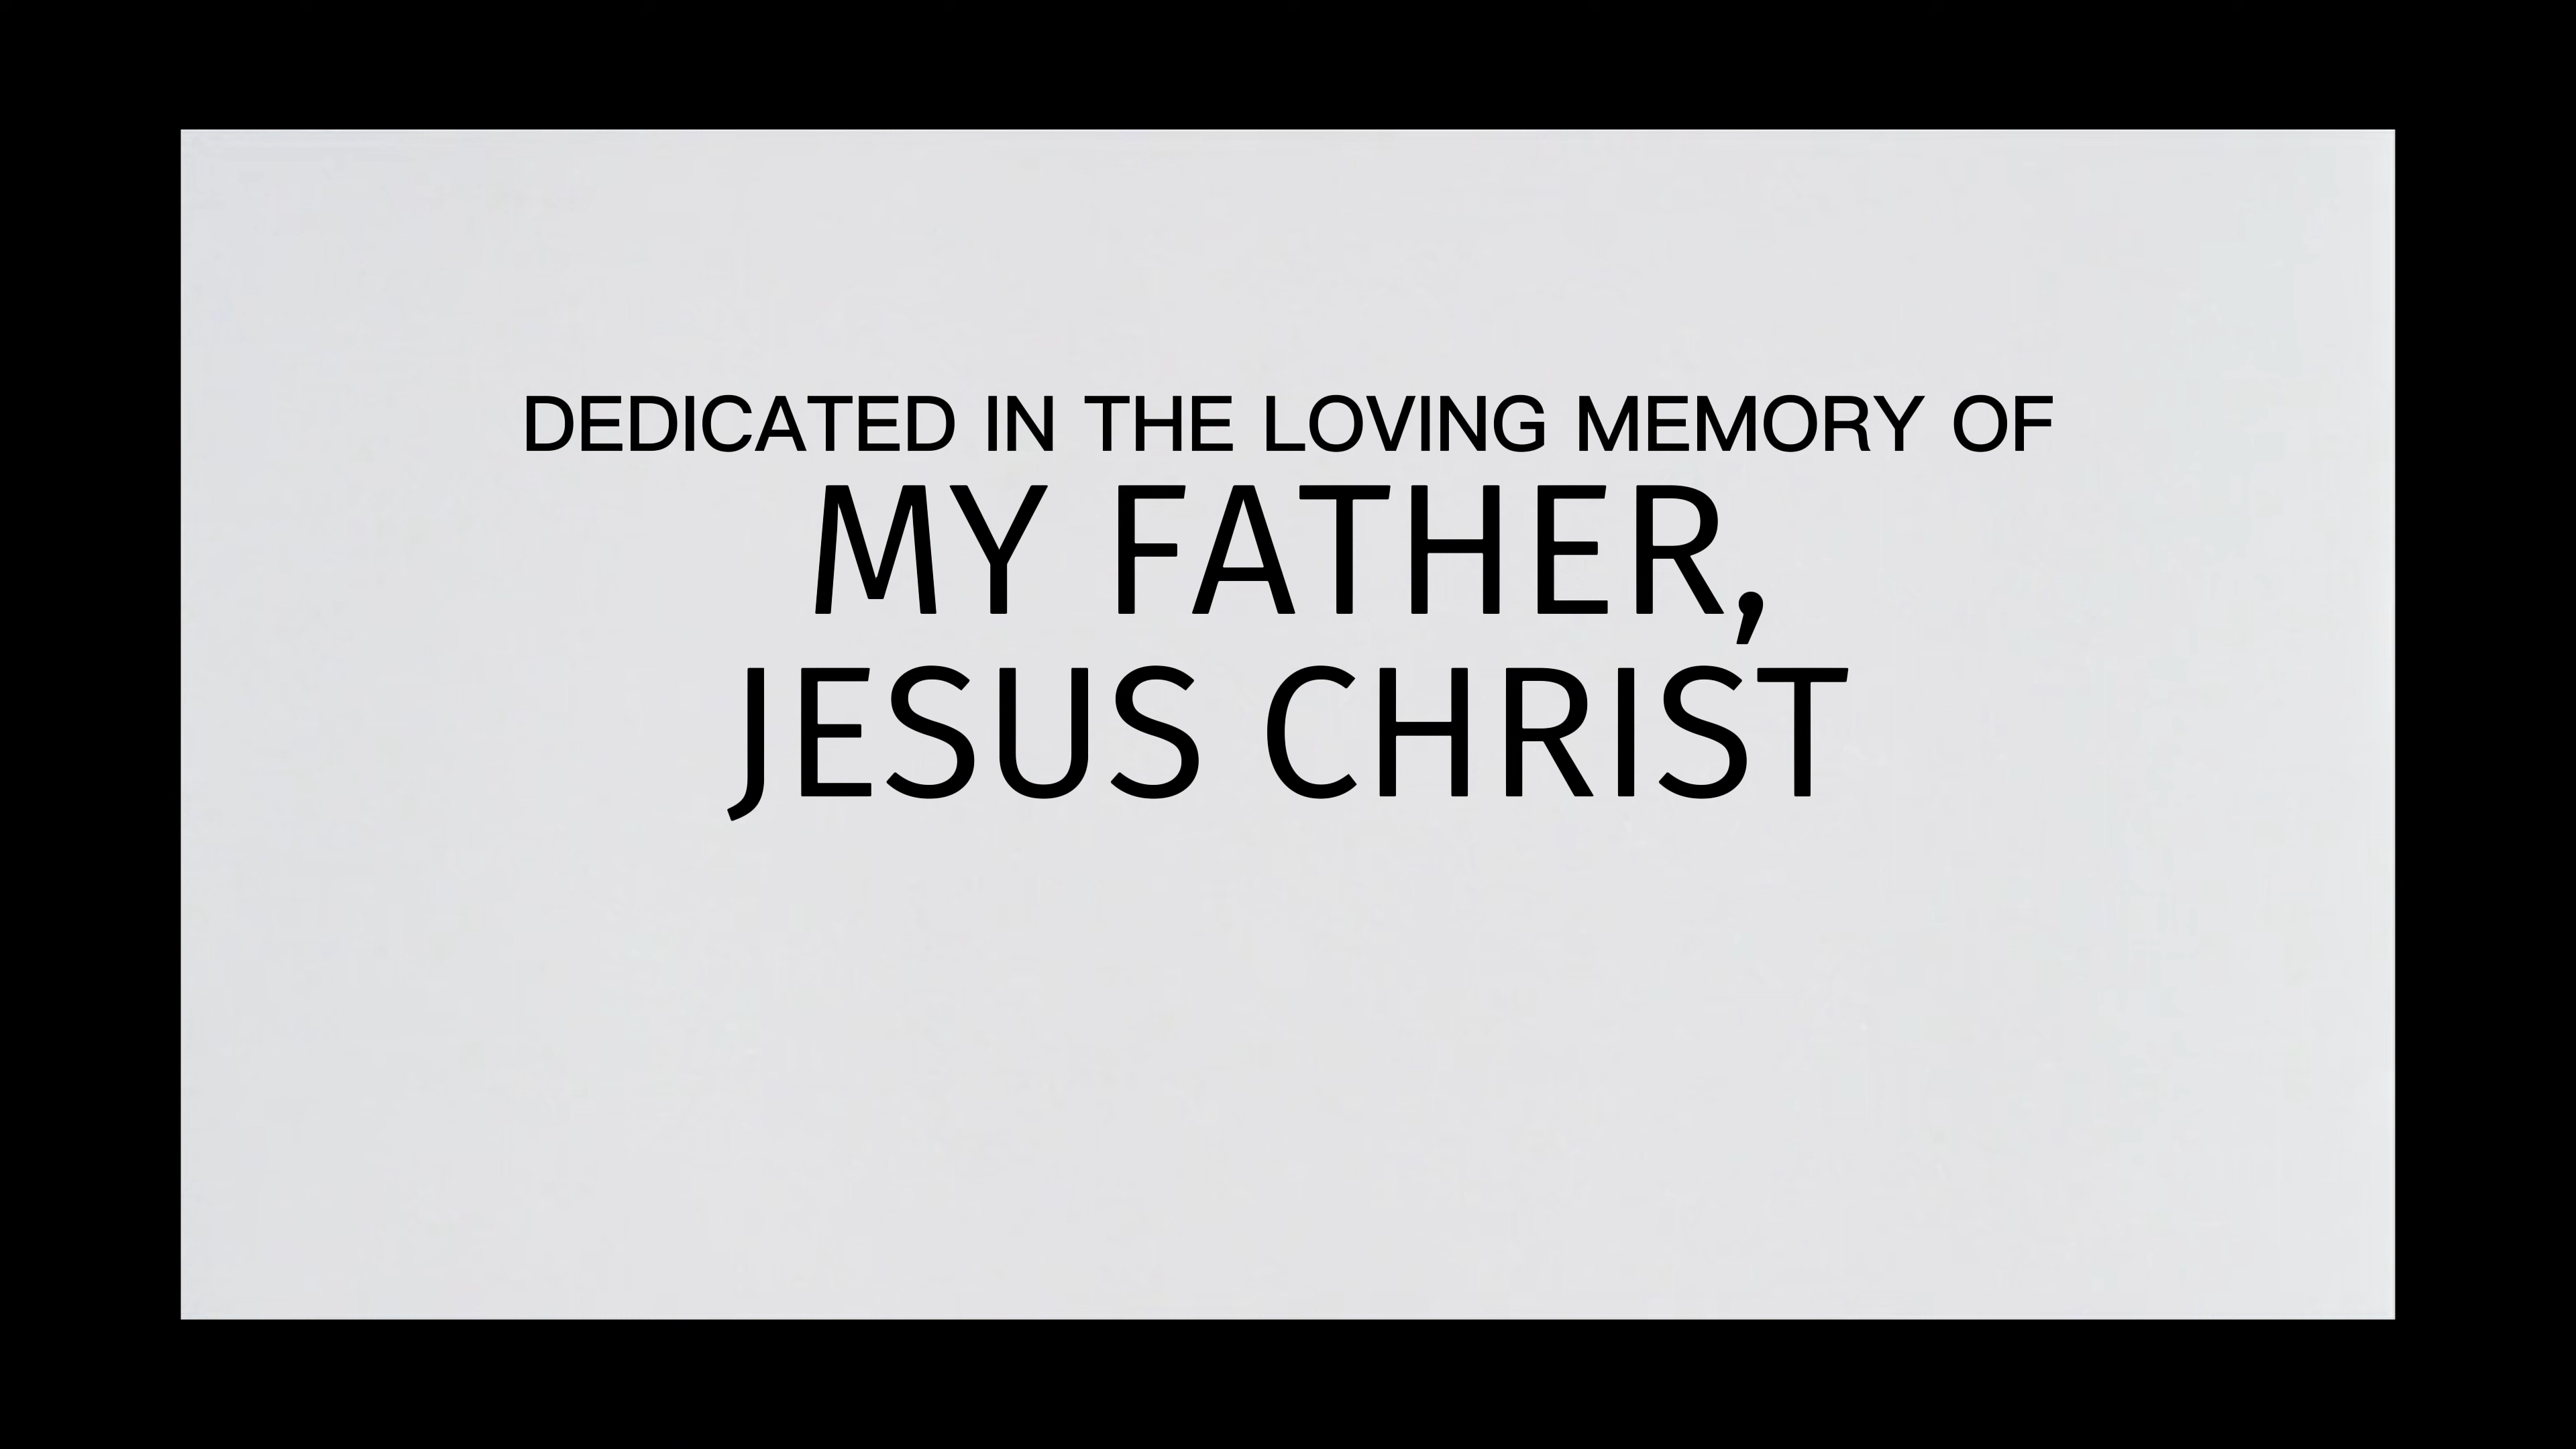 DEDICATED IN THE LOVING MEMORY OF
MY FATHER,
JESUS CHRIST